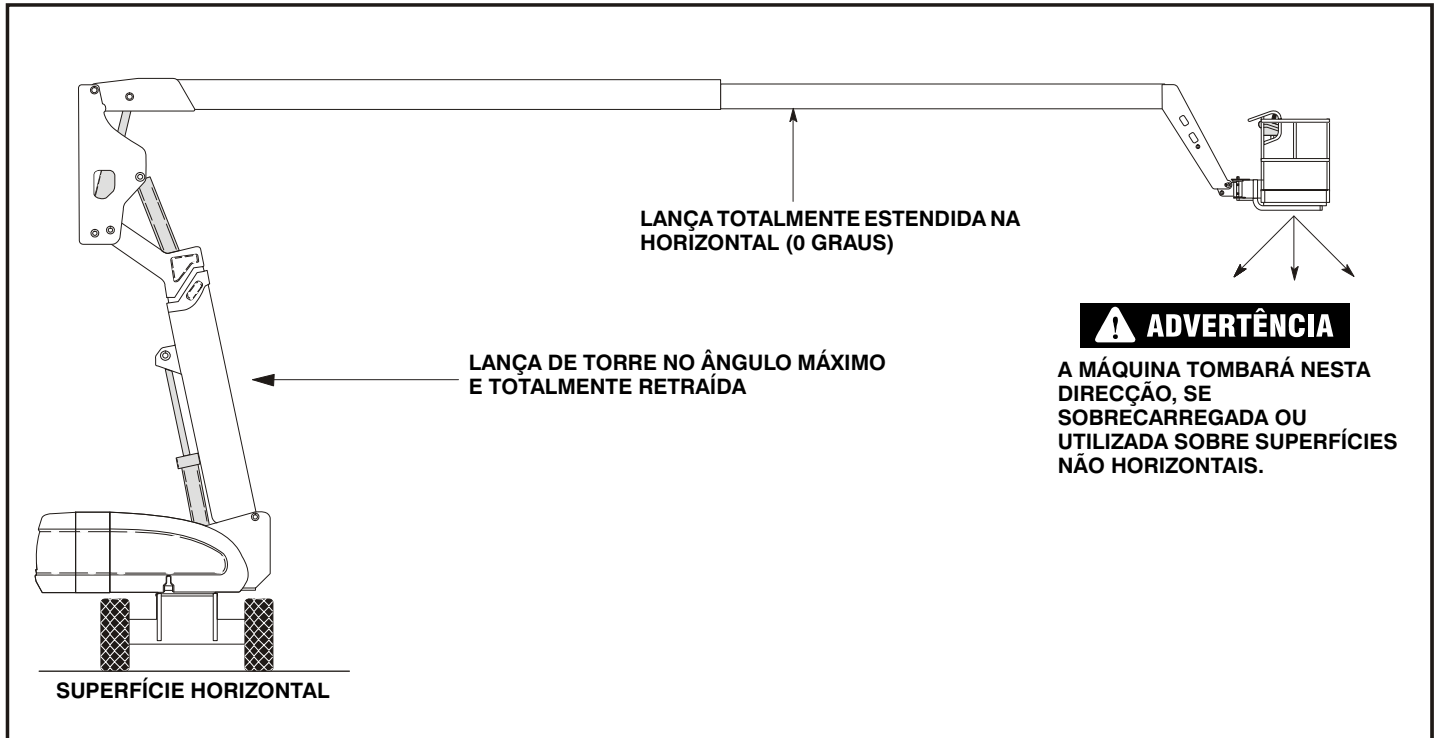 LANÇA TOTALMENTE ESTENDIDA NA
HORIZONTAL (0 GRAUS)
LANÇA DE TORRE NO ÂNGULO MÁXIMO
E TOTALMENTE RETRAÍDA
ADVERTÊNCIA
A MÁQUINA TOMBARÁ NESTA
DIRECÇÃO, SE
SOBRECARREGADA OU
UTILIZADA SOBRE SUPERFÍCIES
NÃO HORIZONTAIS.
SUPERFÍCIE HORIZONTAL